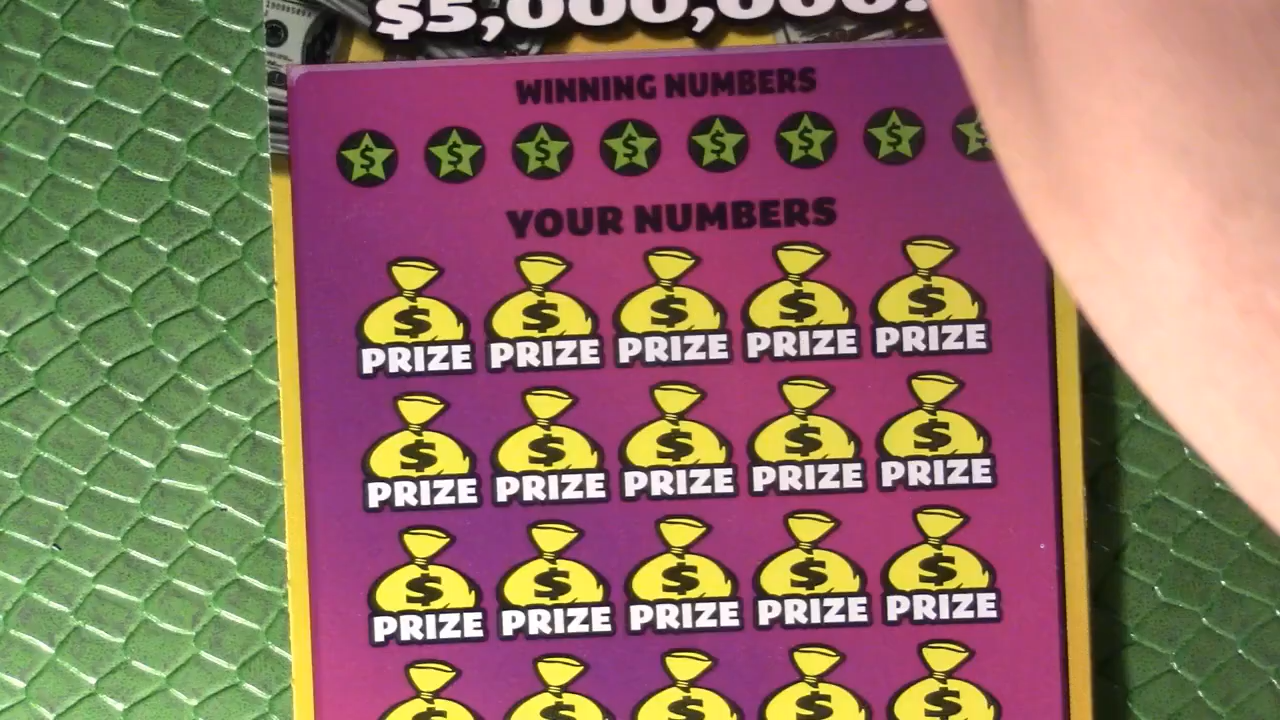 $5,000,000!
WINNING NUMBERS
$ $ $ $ $ $ $ $
YOUR NUMBERS
$ $ $ $ $
PRIZE PRIZE PRIZE PRIZE PRIZE
$ $ $ $ $
PRIZE PRIZE PRIZE PRIZE PRIZE
$ $ $ $ $
PRIZE PRIZE PRIZE PRIZE PRIZE
$ $ $ $ $